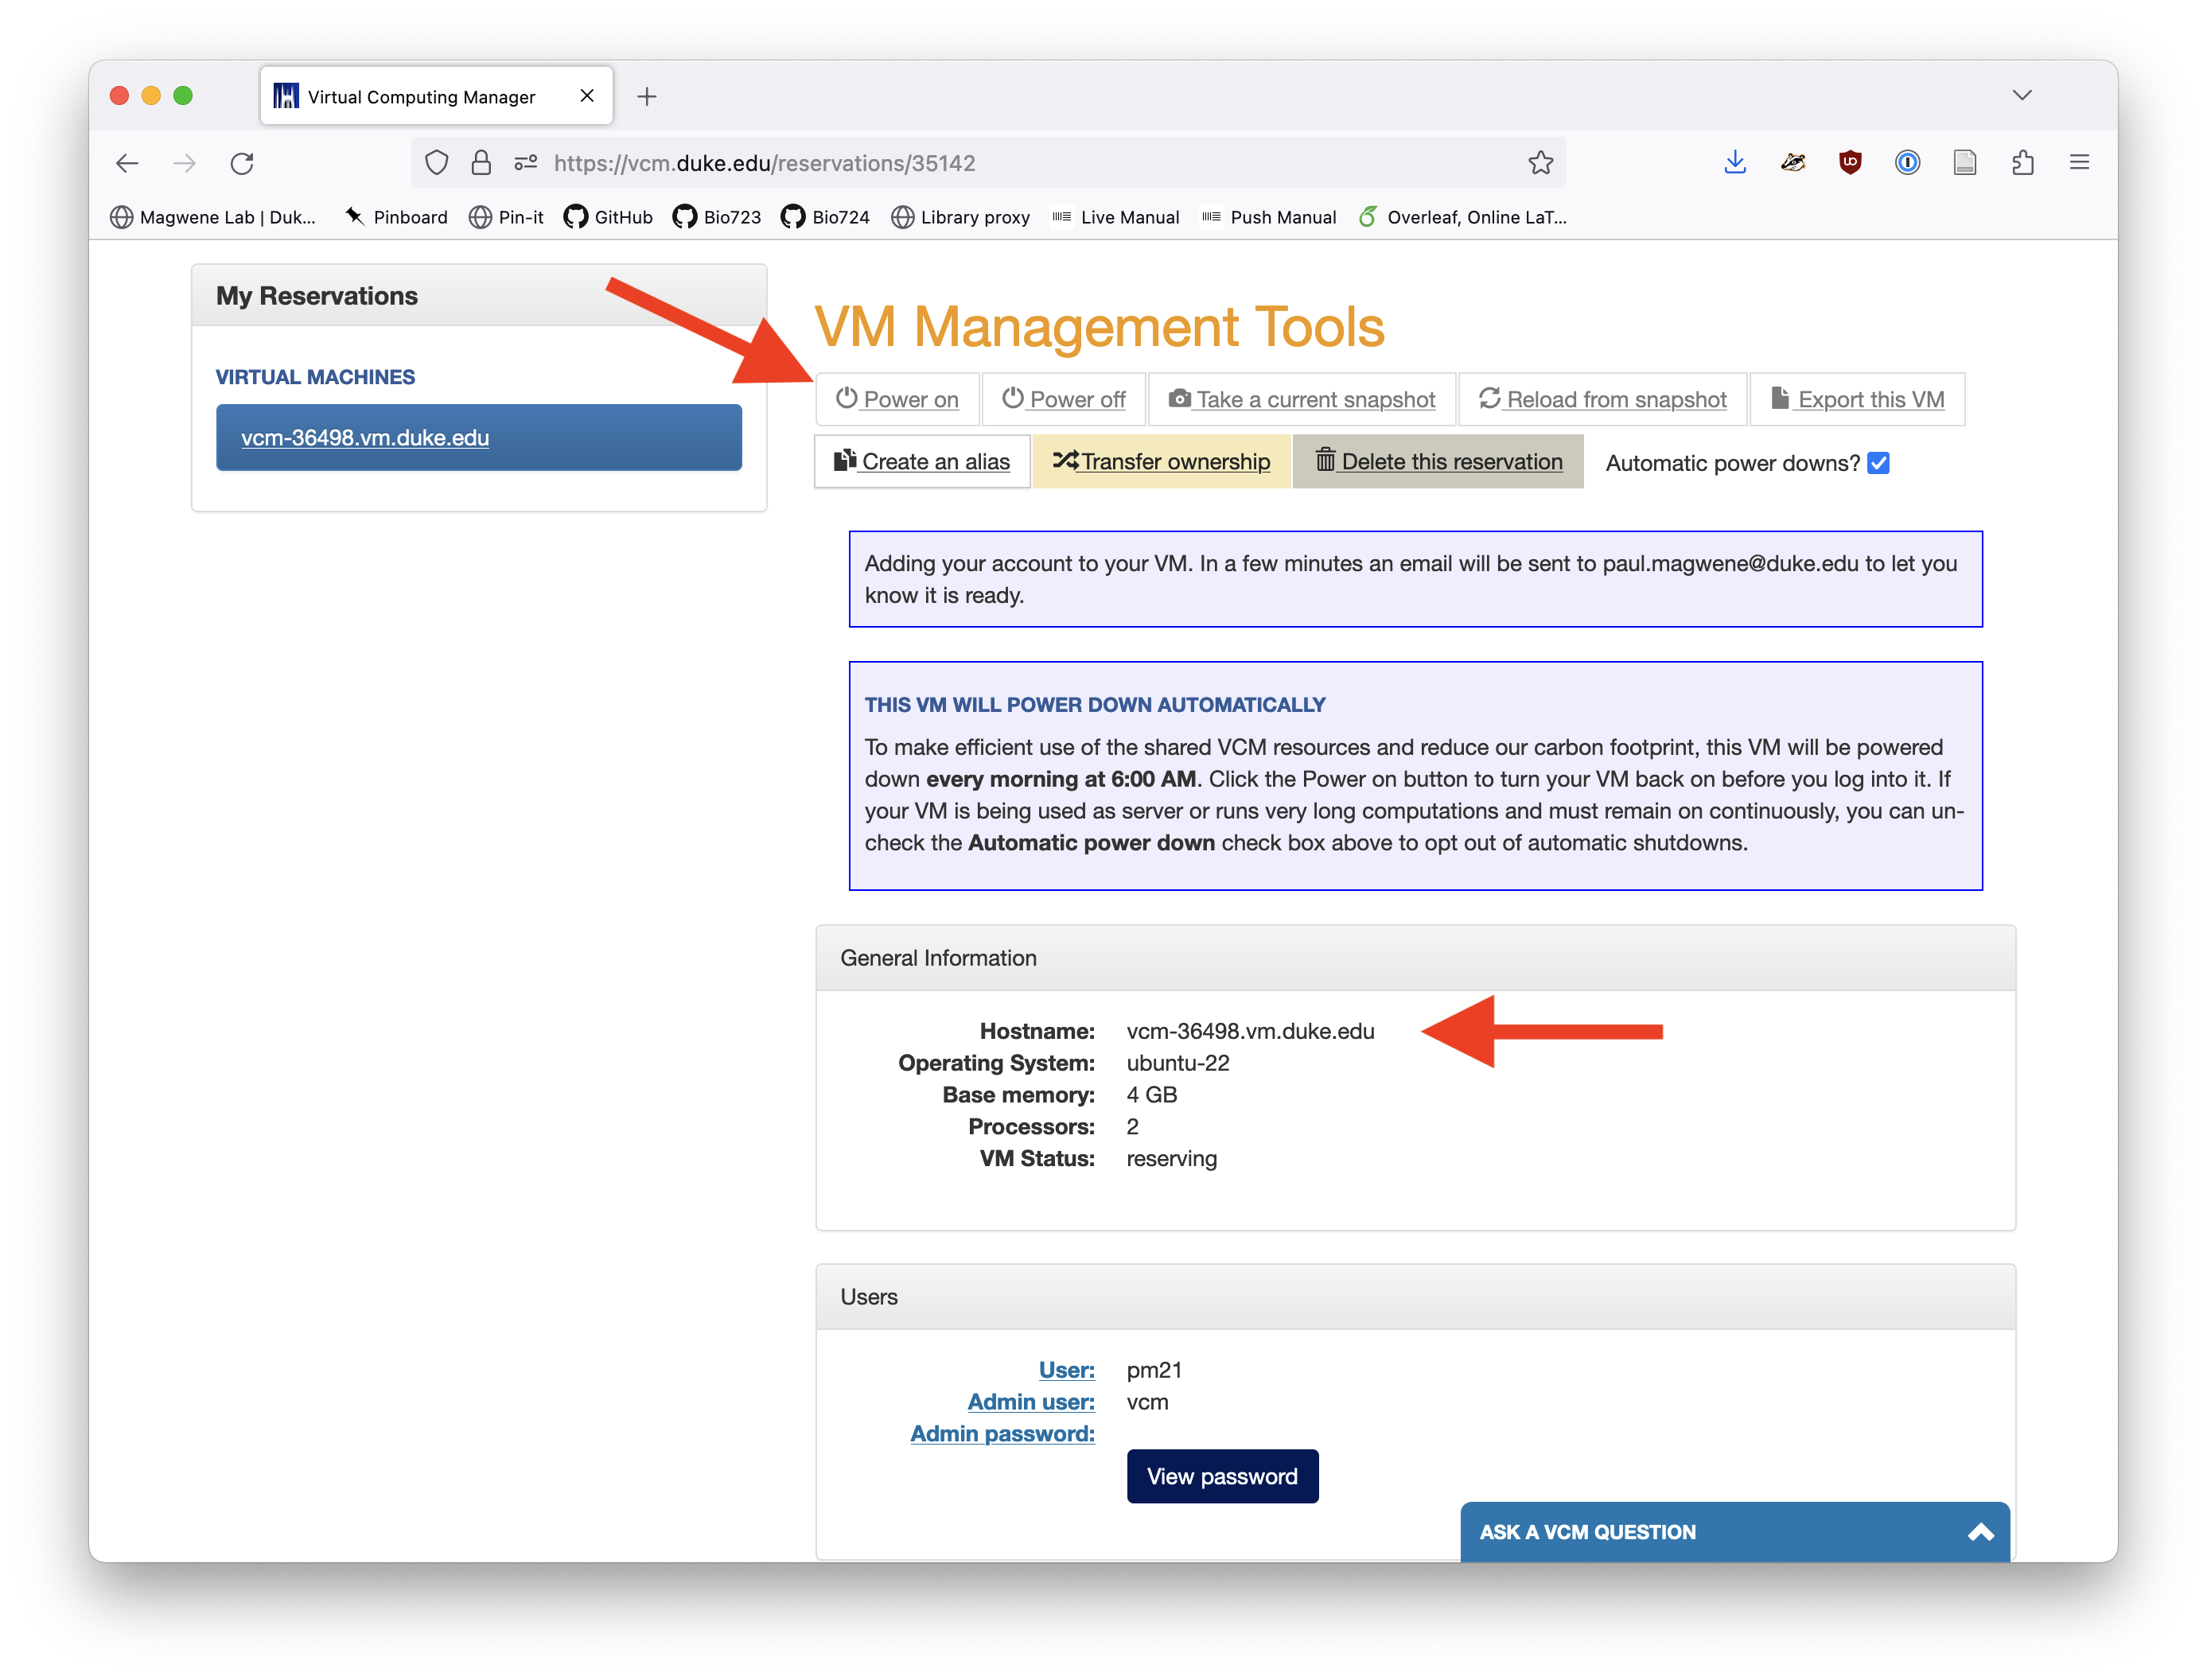 Virtual Computing Manager
https://vcm.duke.edu/reservations/35142
Magwene Lab | Duk... Pinboard Pin-it GitHub Bio723 Bio724 Library proxy Live Manual Push Manual Overleaf, Online LaT...
My Reservations
VIRTUAL MACHINES
vcm-36498.vm.duke.edu
VM Management Tools
Power on Power off Take a current snapshot Reload from snapshot Export this VM
Create an alias Transfer ownership Delete this reservation Automatic power downs?
Adding your account to your VM. In a few minutes an email will be sent to paul.magwene@duke.edu to let you
know it is ready.
THIS VM WILL POWER DOWN AUTOMATICALLY
To make efficient use of the shared VCM resources and reduce our carbon footprint, this VM will be powered
down every morning at 6:00 AM. Click the Power on button to turn your VM back on before you log into it. If
your VM is being used as server or runs very long computations and must remain on continuously, you can un-
check the Automatic power down check box above to opt out of automatic shutdowns.
General Information
Hostname: vcm-36498.vm.duke.edu
Operating System: ubuntu-22
Base memory: 4 GB
Processors: 2
VM Status: reserving
Users
User: pm21
Admin user: vcm
Admin password:
View password
ASK A VCM QUESTION